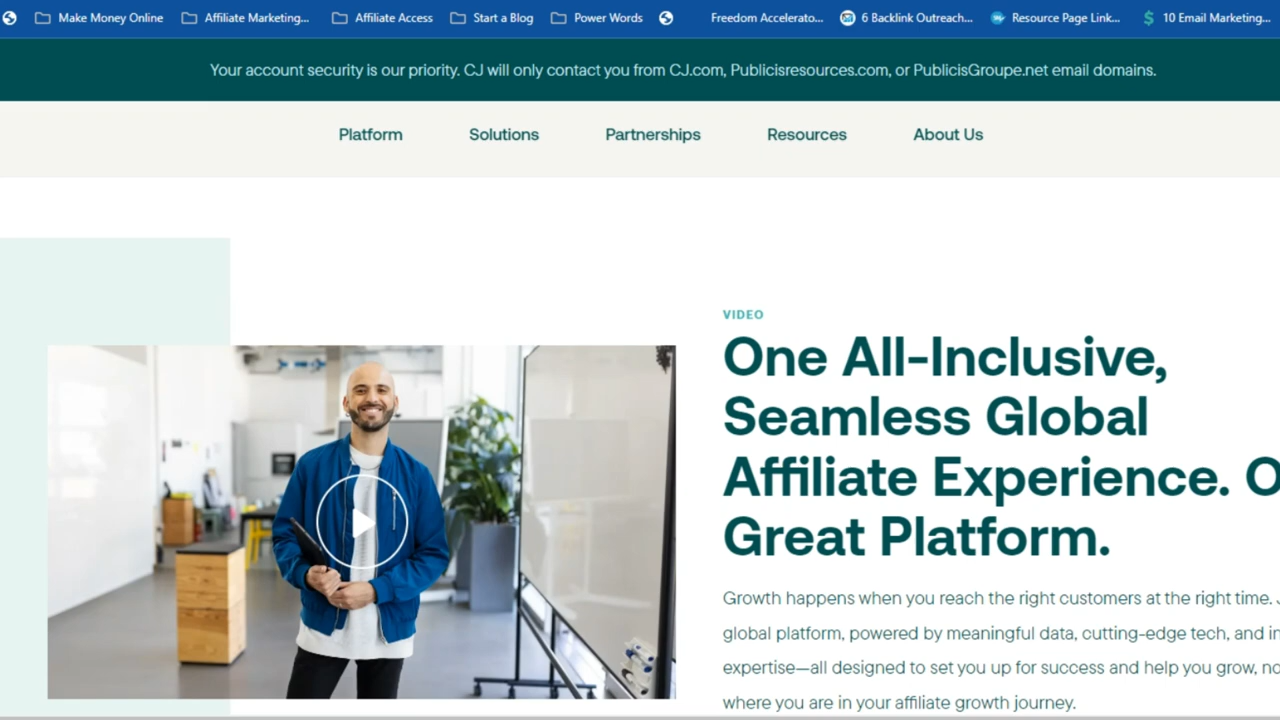 Make Money Online Affiliate Marketing... Affiliate Access Start a Blog Power Words Freedom Accelerato... 6 Backlink Outreach... Resource Page Link... 10 Email Marketing...
Your account security is our priority. CJ will only contact you from CJ.com, Publicisresources.com, or PublicisGroupe.net email domains.
Platform Solutions Partnerships Resources About Us
VIDEO
One All-Inclusive,
Seamless Global
Affiliate Experience. O
Great Platform.
Growth happens when you reach the right customers at the right time.
global platform, powered by meaningful data, cutting-edge tech, and in
expertise—all designed to set you up for success and help you grow, no
where you are in your affiliate growth journey.